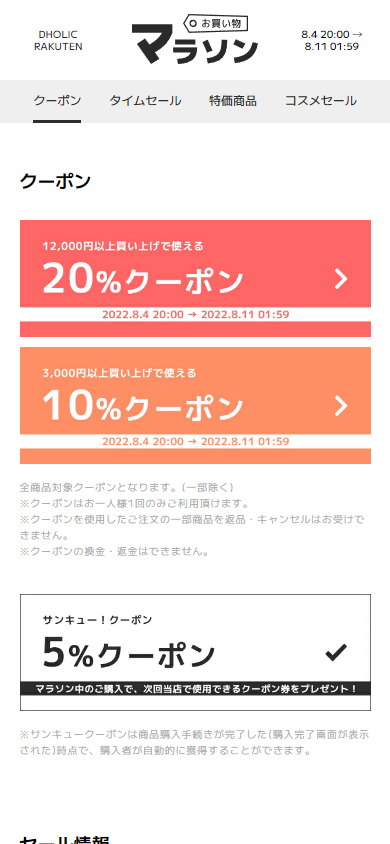 DHOLIC
RAKUTEN
お買い物
マラソン
8.4 20:00 →
8.11 01:59
クーポン タイムセール 特価商品 コスメセール
クーポン
12,000円以上買い上げで使える
20%クーポン
2022.8.4 20:00 → 2022.8.11 01:59
3,000円以上買い上げで使える
10%クーポン
2022.8.4 20:00 → 2022.8.11 01:59
全商品対象クーポンとなります。(一部除く)
※クーポンはお一人様1回のみご利用頂けます。
※クーポンを使用したご注文の一部商品を返品・キャンセルはお受けで
きません。
※クーポンの換金・返金はできません。
サンキュー！クーポン
5%クーポン
マラソン中のご購入で、次回当店で使用できるクーポン券をプレゼント！
※サンキュークーポンは商品購入手続きが完了した(購入完了画面が表示
された)時点で、購入者が自動的に獲得することができます。
セール情報